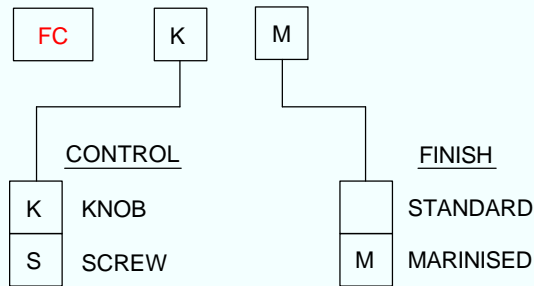 FC K M
CONTROL FINISH
K KNOB STANDARD
S SCREW M MARINISED